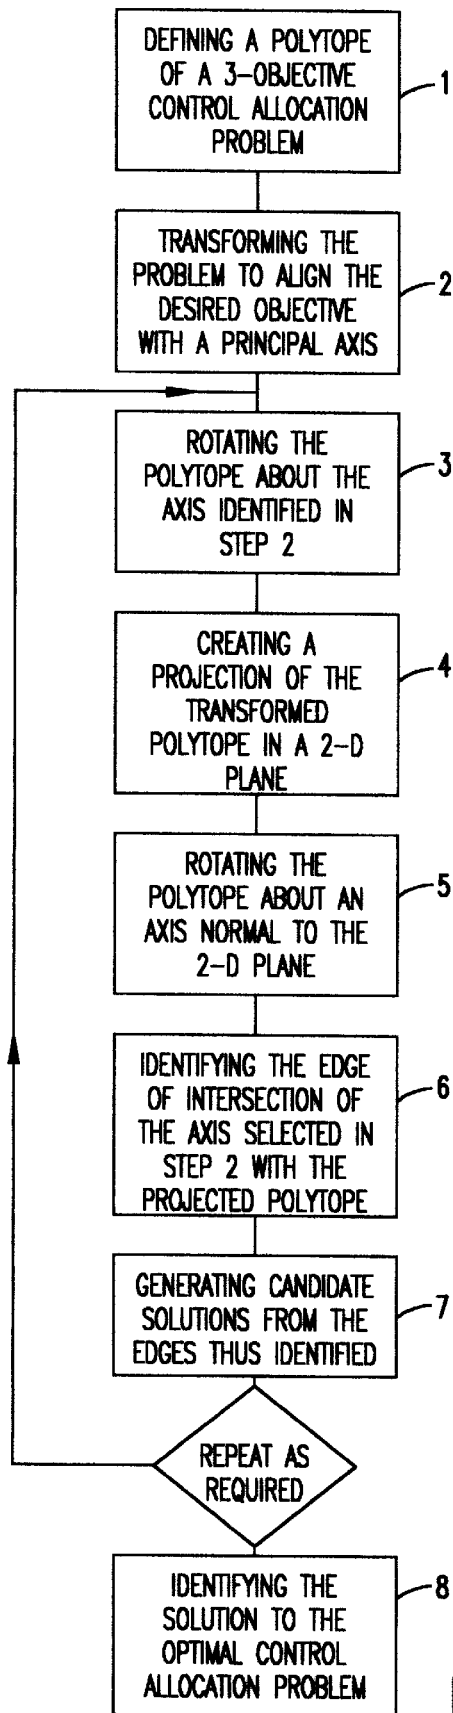 DEFINING A POLYTOPE
OF A 3-OBJECTIVE
CONTROL ALLOCATION
PROBLEM
1
TRANSFORMING THE
PROBLEM TO ALIGN THE
DESIRED OBJECTIVE
WITH A PRINCIPAL AXIS
2
ROTATING THE
POLYTOPE ABOUT THE
AXIS IDENTIFIED IN
STEP 2
3
CREATING A
PROJECTION OF THE
TRANSFORMED
POLYTOPE IN A 2-D
PLANE
4
ROTATING THE
POLYTOPE ABOUT AN
AXIS NORMAL TO THE
2-D PLANE
5
IDENTIFYING THE EDGE
OF INTERSECTION OF
THE AXIS SELECTED IN
STEP 2 WITH THE
PROJECTED POLYTOPE
6
GENERATING CANDIDATE
SOLUTIONS FROM THE
EDGES THUS IDENTIFIED
7
REPEAT AS
REQUIRED
IDENTIFYING THE
SOLUTION TO THE
OPTIMAL CONTROL
ALLOCATION PROBLEM
8